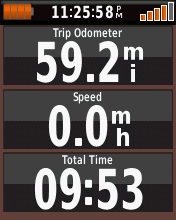 11:25:58 PM
Trip Odometer
59.2 mi
Speed
0.0 mh
Total Time
09:53